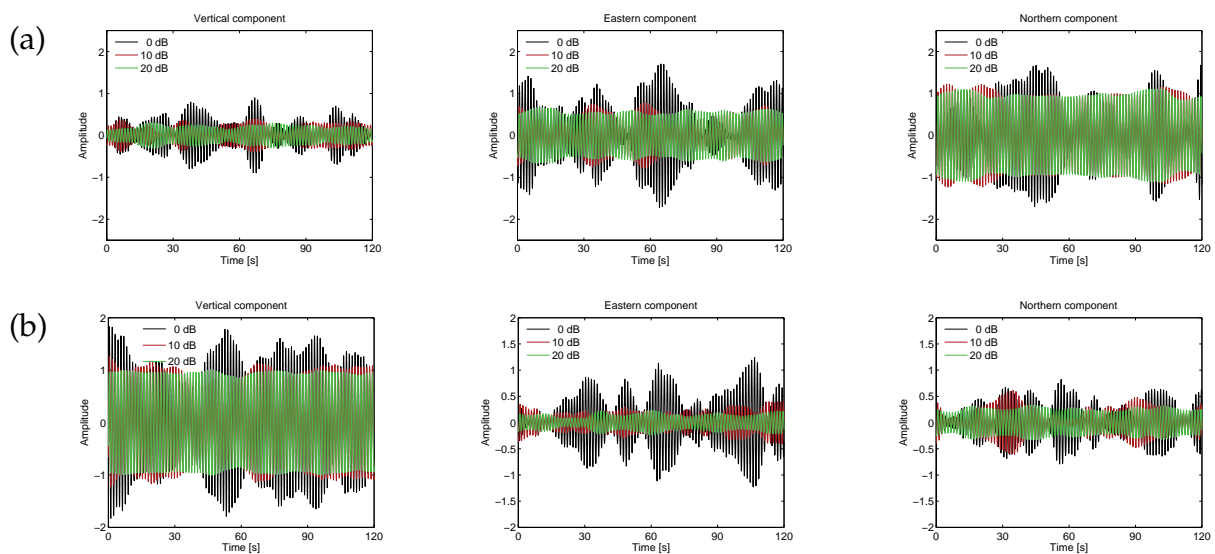 (a)
Vertical component
0 dB
10 dB
20 dB
Amplitude
2
1
0
−1
−2
0 30 60 90 120
Time [s]
Eastern component
0 dB
10 dB
20 dB
Amplitude
2
1
0
−1
−2
0 30 60 90 120
Time [s]
Northern component
0 dB
10 dB
20 dB
Amplitude
2
1
0
−1
−2
0 30 60 90 120
Time [s]
(b)
Vertical component
0 dB
10 dB
20 dB
Amplitude
2
1
0
−1
−2
0 30 60 90 120
Time [s]
Eastern component
0 dB
10 dB
20 dB
Amplitude
2
1.5
1
0.5
0
−0.5
−1
−1.5
−2
0 30 60 90 120
Time [s]
Northern component
0 dB
10 dB
20 dB
Amplitude
2
1.5
1
0.5
0
−0.5
−1
−1.5
−2
0 30 60 90 120
Time [s]